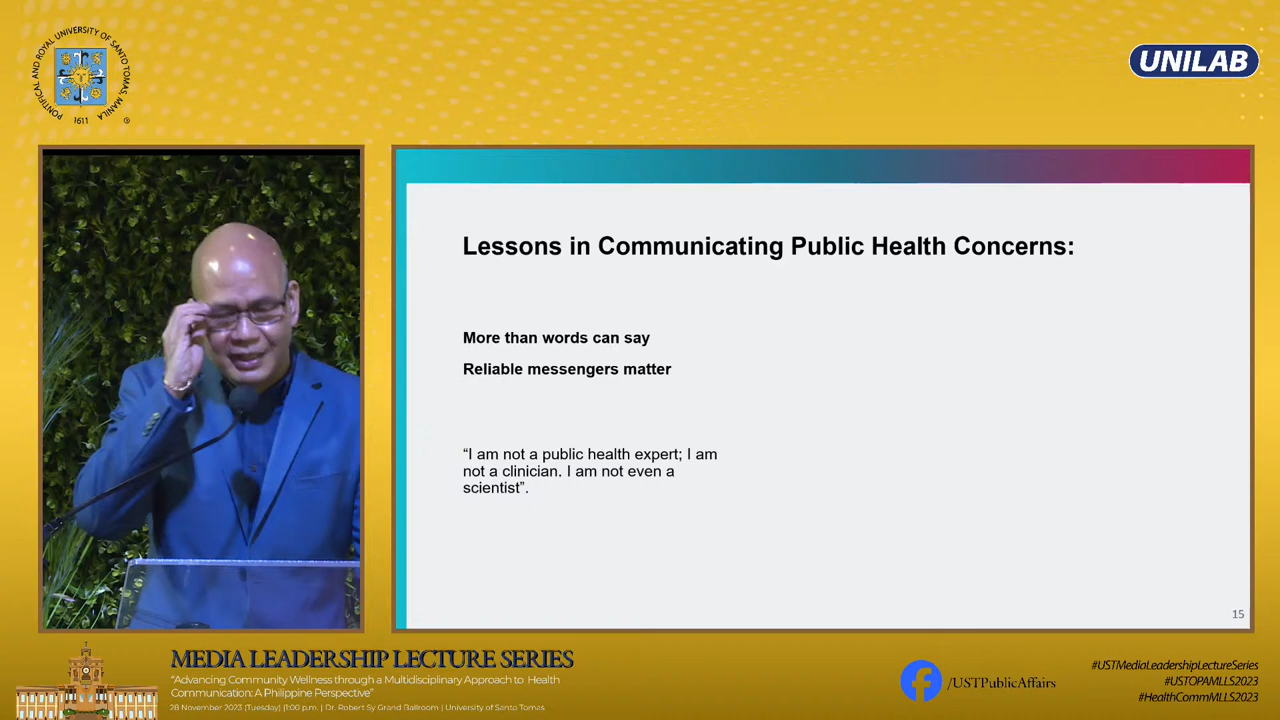 PONTIFICAL AND ROYAL UNIVERSITY OF SANTO TOMAS, MANILA
1611
®
UNILAB
Lessons in Communicating Public Health Concerns:
More than words can say
Reliable messengers matter
“I am not a public health expert; I am
not a clinician. I am not even a
scientist”.
15
MEDIA LEADERSHIP LECTURE SERIES
“Advancing Community Wellness through a Multidisciplinary Approach to Health
Communication: A Philippine Perspective”
28 November 2023 |Tuesday| |1:00 p.m. | Dr. Robert Sy Grand Ballroom | University of Santo Tomas
/USTPublicAffairs
#USTMediaLeadershipLectureSeries
#USTOPAMLLS2023
#HealthCommMLLS2023